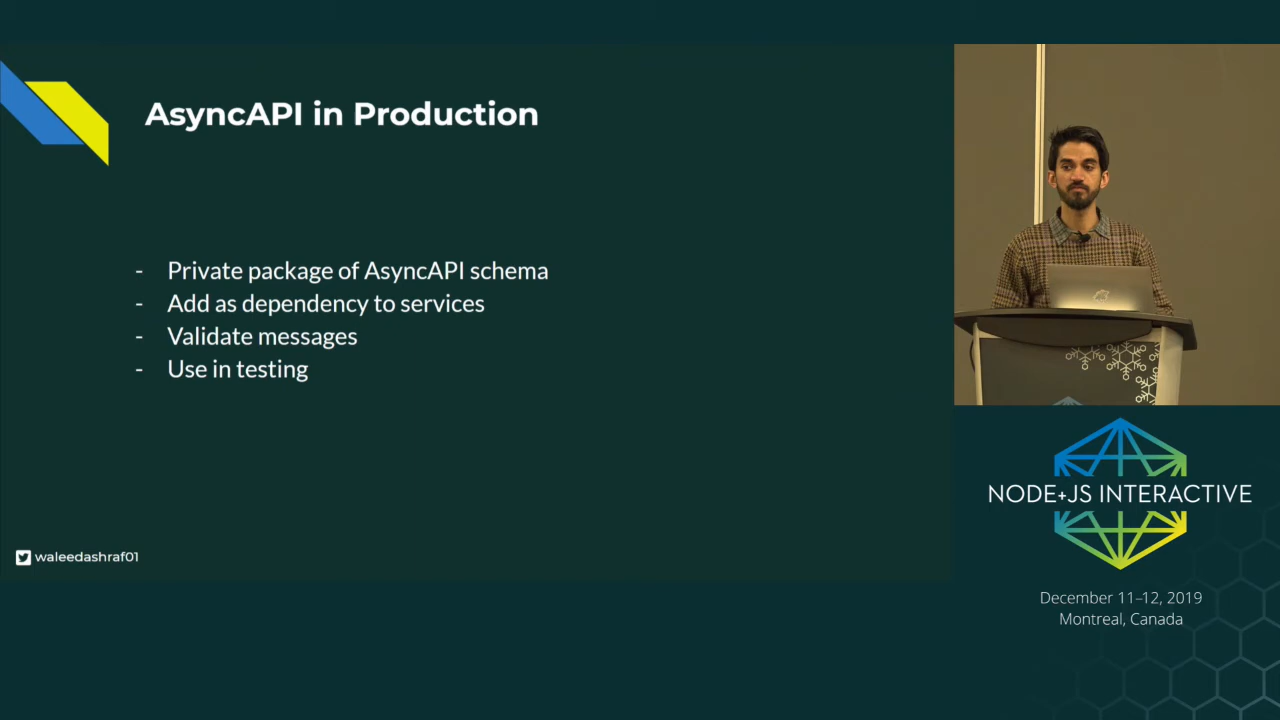 AsyncAPI in Production
- Private package of AsyncAPI schema
- Add as dependency to services
- Validate messages
- Use in testing
waleedashraf01
NODE+JS INTERACTIVE
December 11–12, 2019
Montreal, Canada